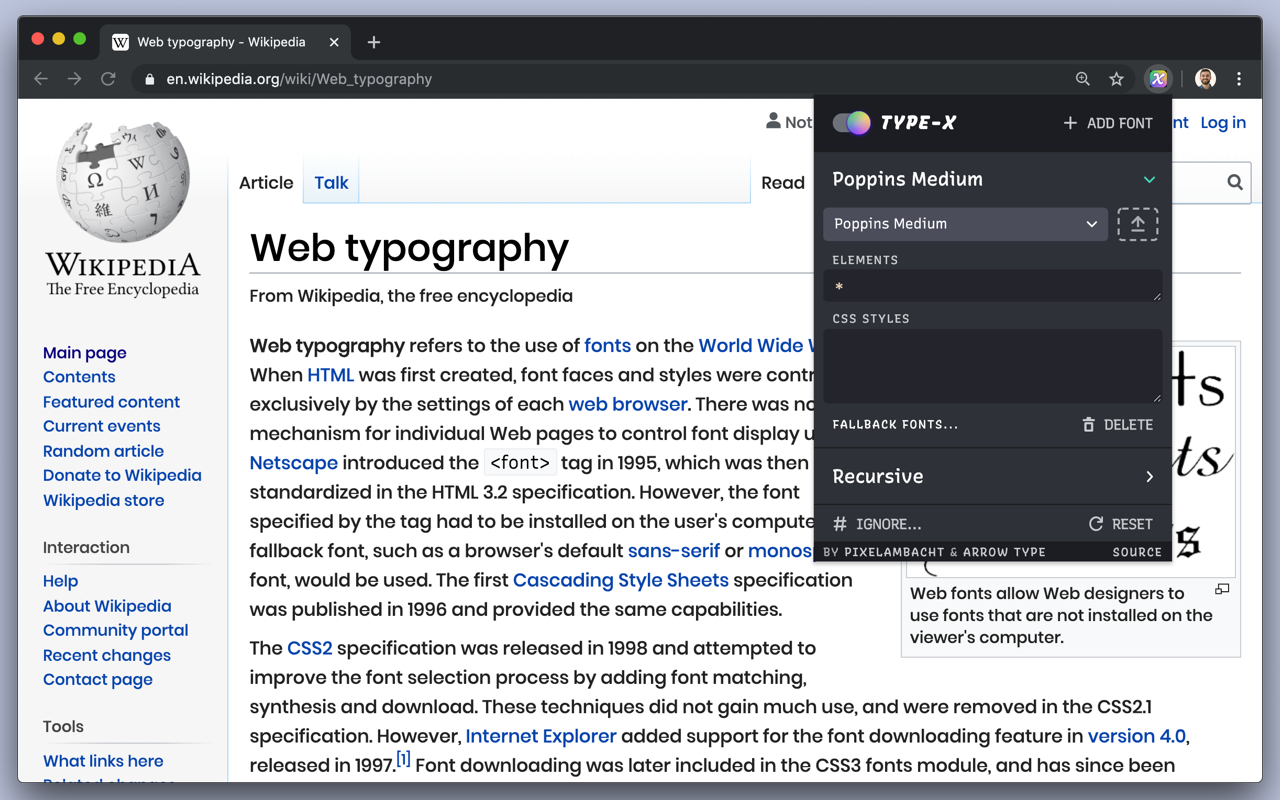 Web typography - Wikipedia
en.wikipedia.org/wiki/Web_typography
WIKIPEDIA
The Free Encyclopedia
Main page
Contents
Featured content
Current events
Random article
Donate to Wikipedia
Wikipedia store
Interaction
Help
About Wikipedia
Community portal
Recent changes
Contact page
Tools
What links here
Related changes
Not
nt Log in
Article Talk
Read
Web typography
From Wikipedia, the free encyclopedia
Web typography refers to the use of fonts on the World Wide W
When HTML was first created, font faces and styles were contr
exclusively by the settings of each web browser. There was no
mechanism for individual Web pages to control font display u
Netscape introduced the <font> tag in 1995, which was then
standardized in the HTML 3.2 specification. However, the font
specified by the tag had to be installed on the user's compute
fallback font, such as a browser's default sans-serif or monos
font, would be used. The first Cascading Style Sheets specification
was published in 1996 and provided the same capabilities.
The CSS2 specification was released in 1998 and attempted to
improve the font selection process by adding font matching,
synthesis and download. These techniques did not gain much use, and were removed in the CSS2.1
specification. However, Internet Explorer added support for the font downloading feature in version 4.0,
released in 1997.[1] Font downloading was later included in the CSS3 fonts module, and has since been
TYPE-X
+ ADD FONT
Poppins Medium
Poppins Medium
ELEMENTS
*
CSS STYLES
FALLBACK FONTS...
DELETE
Recursive
# IGNORE...
RESET
BY PIXELAMBACHT & ARROW TYPE
SOURCE
ts
ts
s
Web fonts allow Web designers to
use fonts that are not installed on the
viewer's computer.